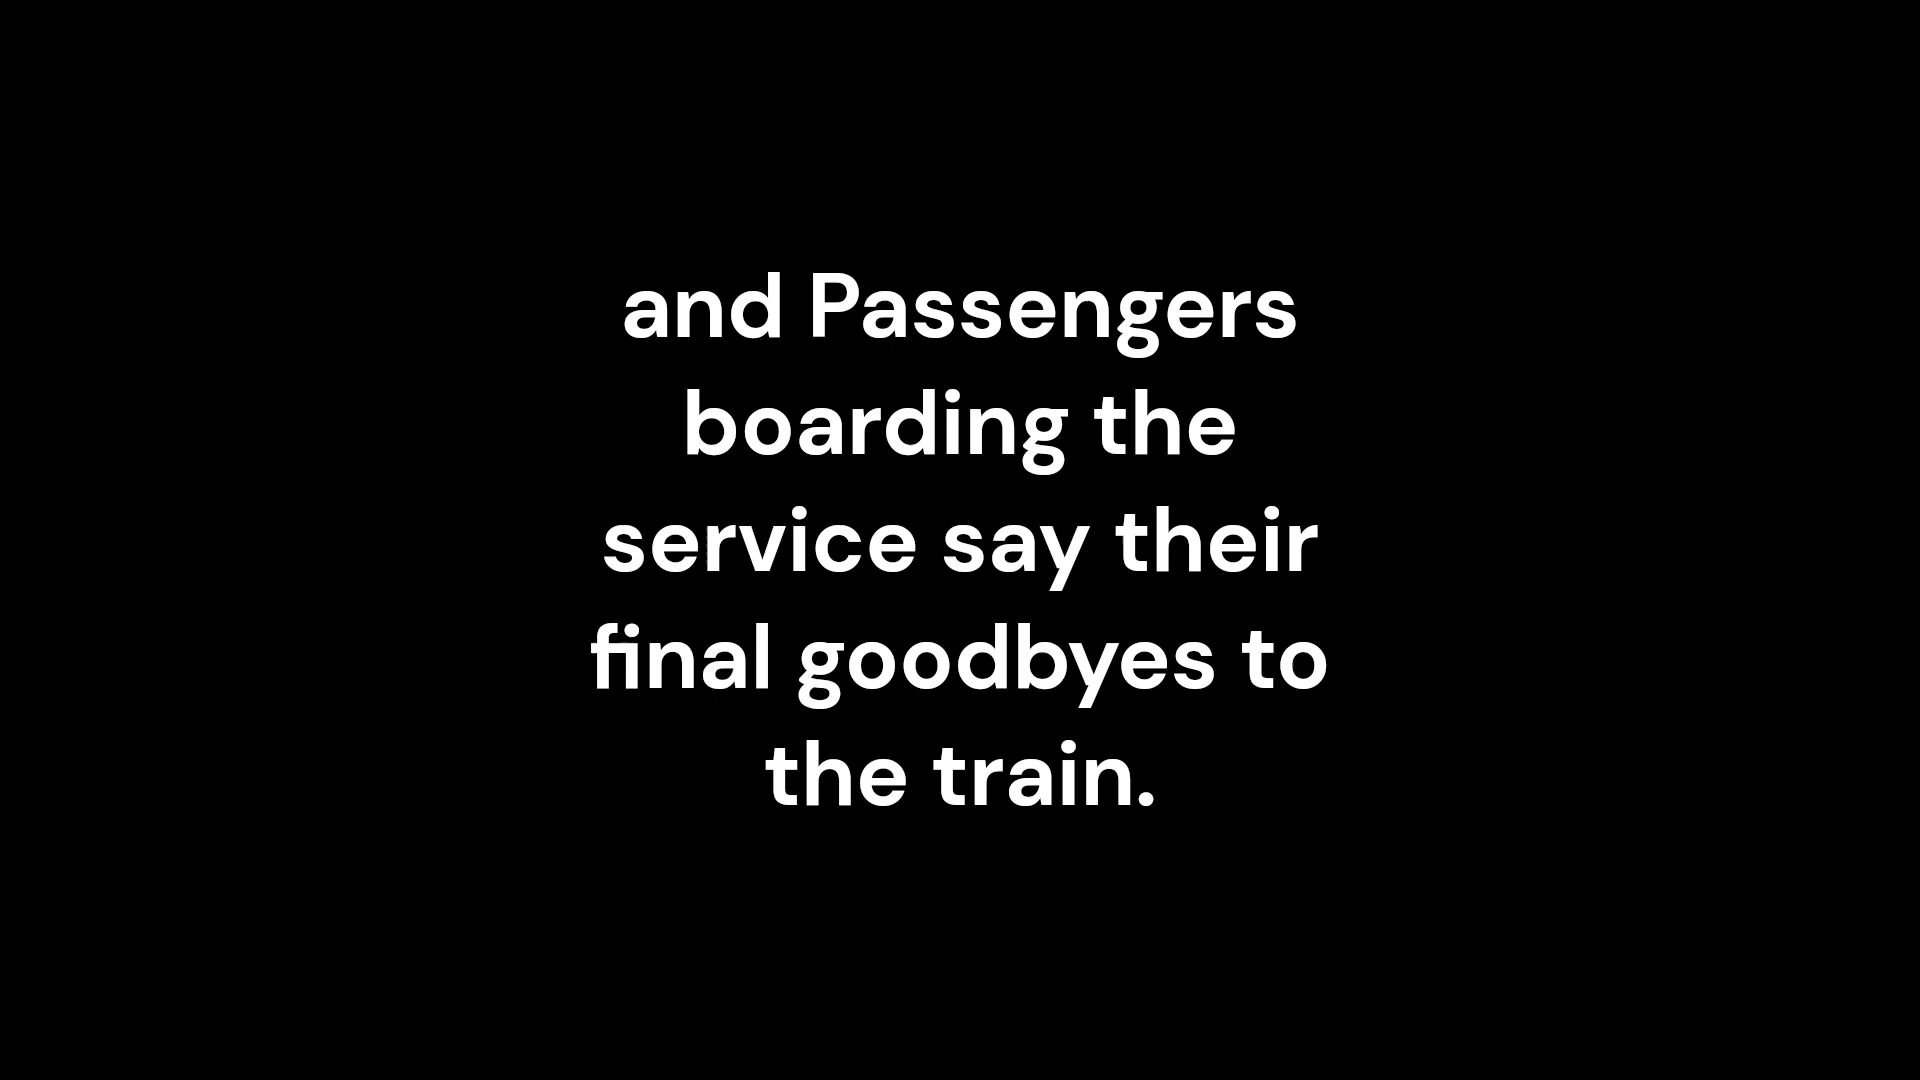 and Passengers
boarding the
service say their
final goodbyes to
the train.